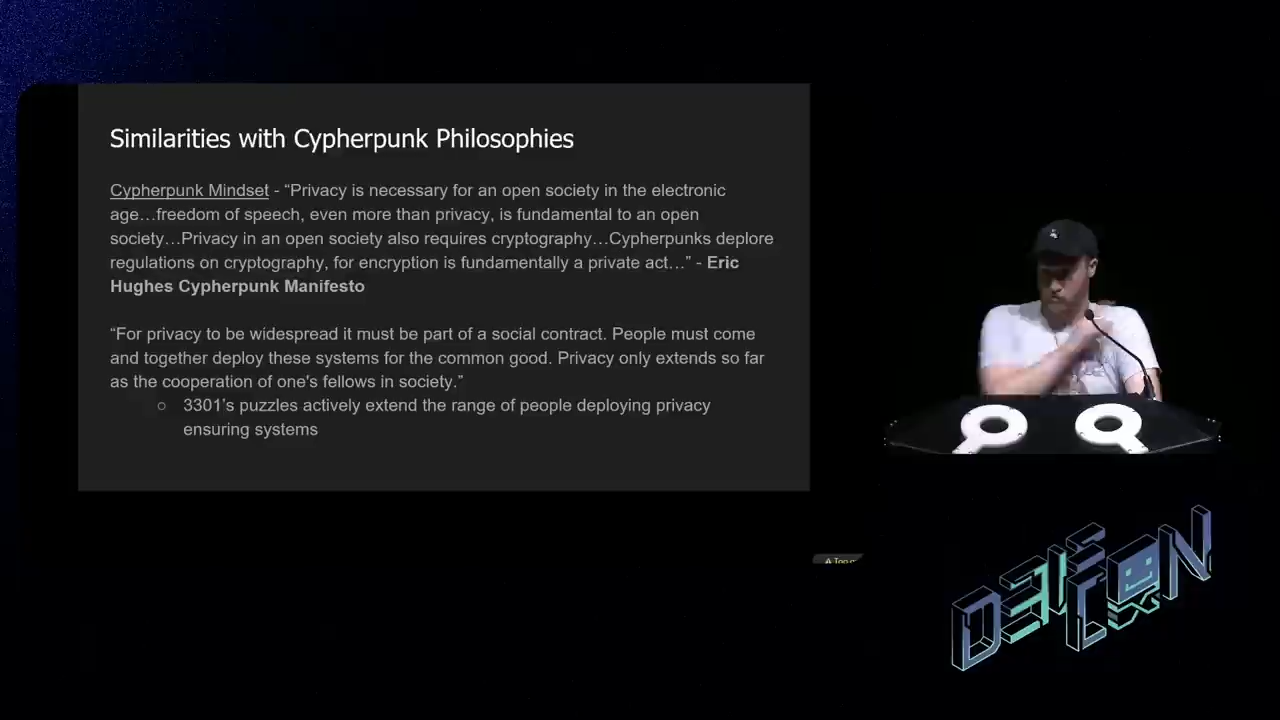 Similarities with Cypherpunk Philosophies
Cypherpunk Mindset - “Privacy is necessary for an open society in the electronic
age…freedom of speech, even more than privacy, is fundamental to an open
society…Privacy in an open society also requires cryptography…Cypherpunks deplore
regulations on cryptography, for encryption is fundamentally a private act…” - Eric
Hughes Cypherpunk Manifesto
“For privacy to be widespread it must be part of a social contract. People must come
and together deploy these systems for the common good. Privacy only extends so far
as the cooperation of one's fellows in society.”
○ 3301’s puzzles actively extend the range of people deploying privacy
ensuring systems
DEF CON